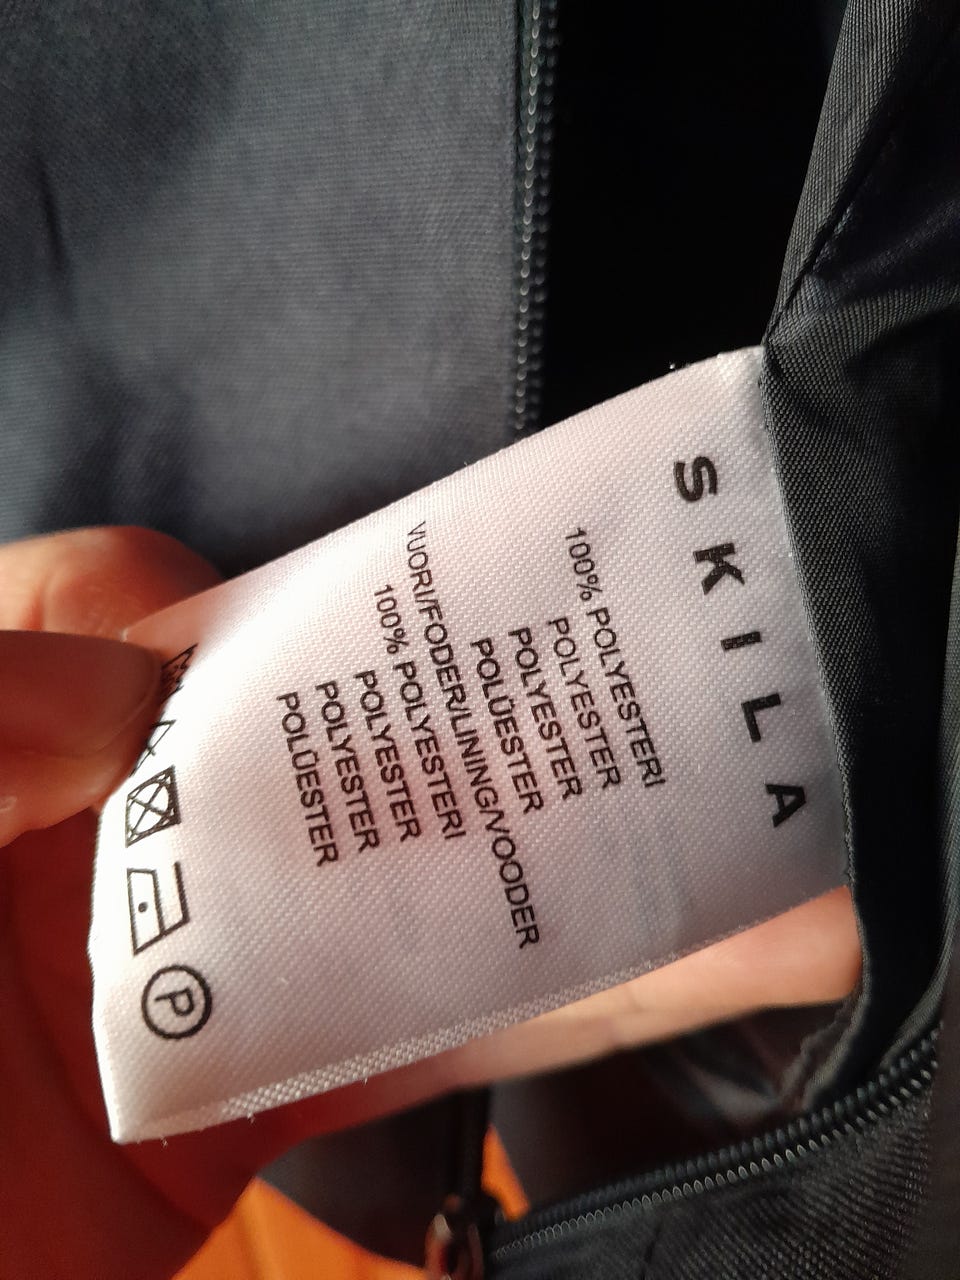 SKILA
100% POLYESTERI
POLYESTER
POLYESTER
POLÜESTER
VUORI/FODER/LINING/VOODER
100% POLYESTERI
POLYESTER
POLYESTER
POLÜESTER
P